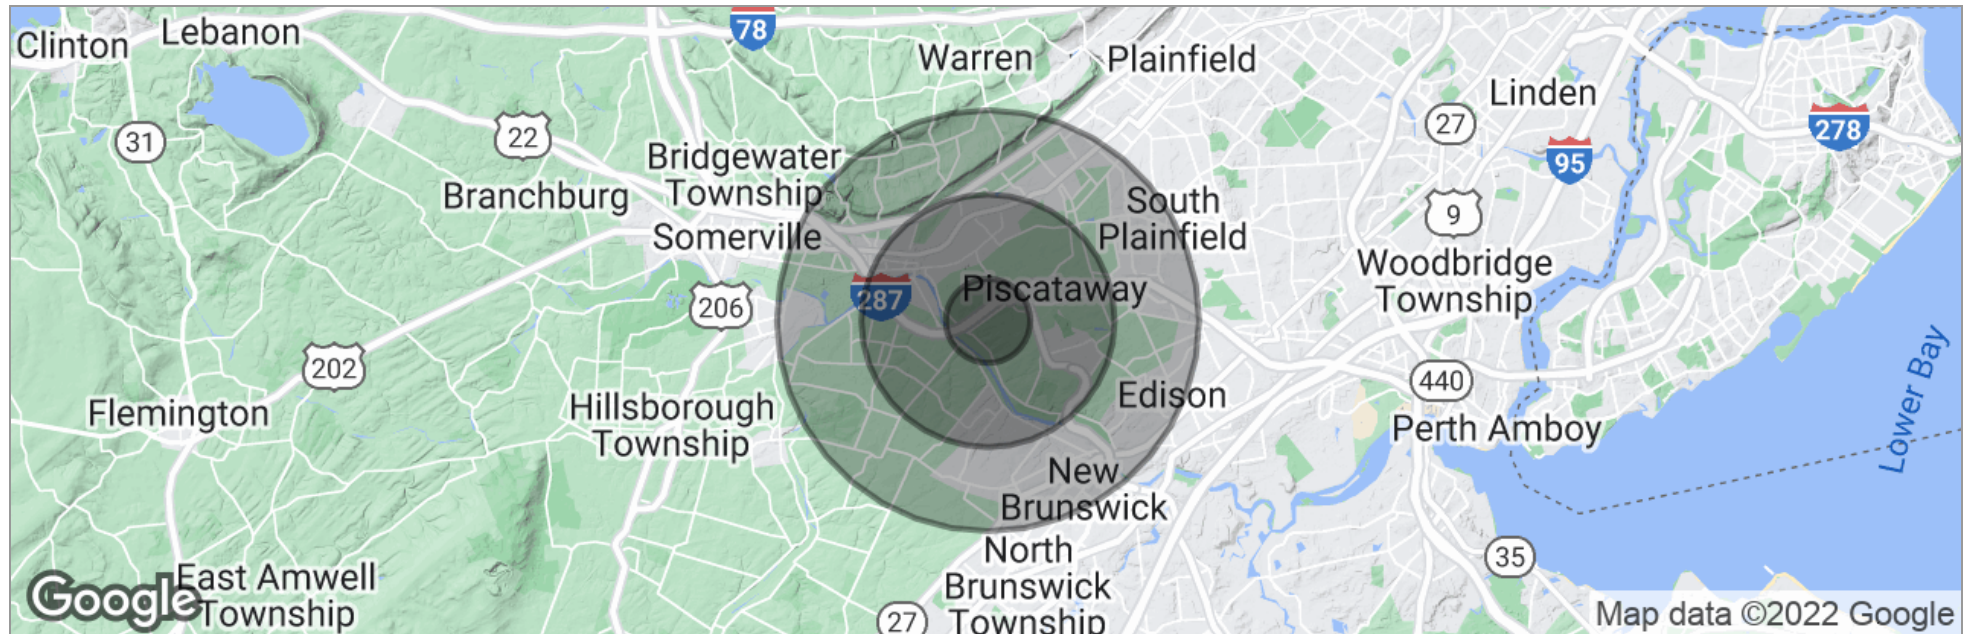 78
Clinton
Lebanon
Warren
Plainfield
Linden
31
22
27
278
95
Bridgewater
Township
Branchburg
South
Plainfield
9
Somerville
Woodbridge
Township
287
Piscataway
206
202
440
Lower Bay
Edison
Flemington
Hillsborough
Township
Perth Amboy
New
Brunswick
North
Brunswick
Township
35
East Amwell
Township
Google
27
Map data ©2022 Google